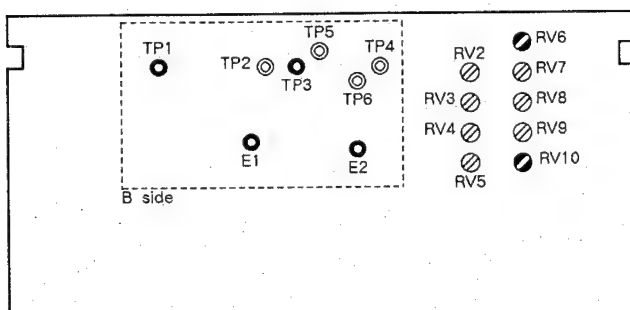 TP1
TP2
TP3
TP5
TP4
TP6
E1
E2
B side
RV2
RV3
RV4
RV5
RV6
RV7
RV8
RV9
RV10